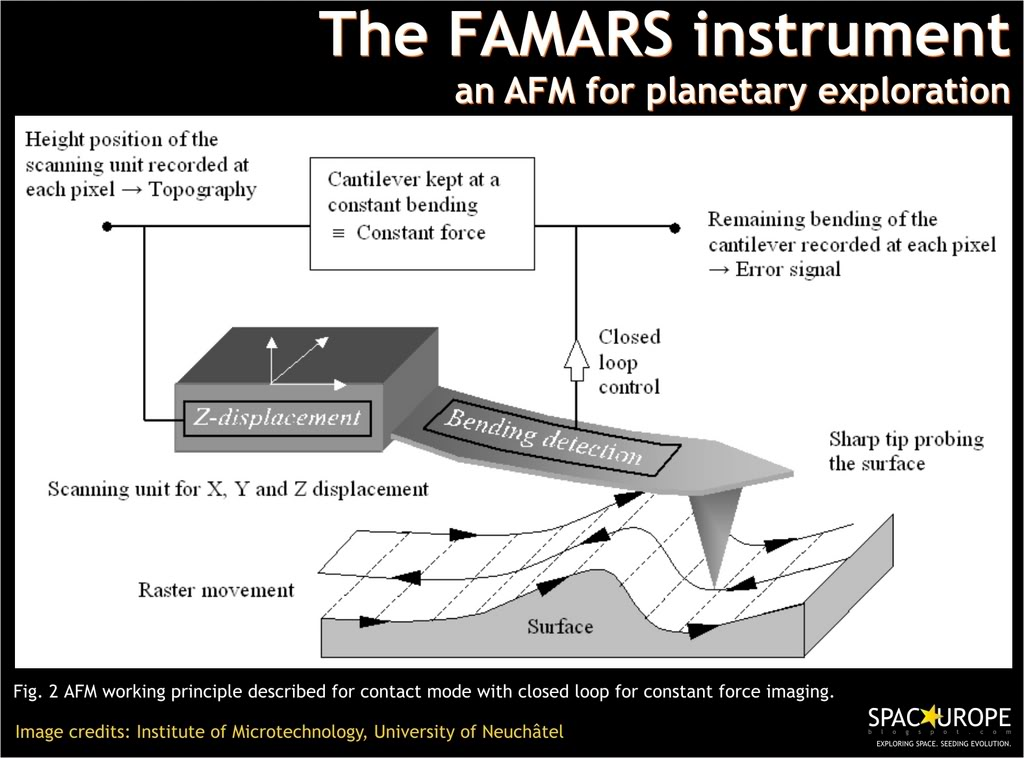 The FAMARS instrument
an AFM for planetary exploration
Height position of the
scanning unit recorded at
each pixel → Topography
Cantilever kept at a
constant bending
≡ Constant force
Remaining bending of the
cantilever recorded at each pixel
→ Error signal
Closed
loop
control
Z-displacement
Bending detection
Sharp tip probing
the surface
Scanning unit for X, Y and Z displacement
Raster movement
Surface
Fig. 2 AFM working principle described for contact mode with closed loop for constant force imaging.
Image credits: Institute of Microtechnology, University of Neuchâtel
SPAC★UROPE
blogspot.com
EXPLORING SPACE. SEEDING EVOLUTION.